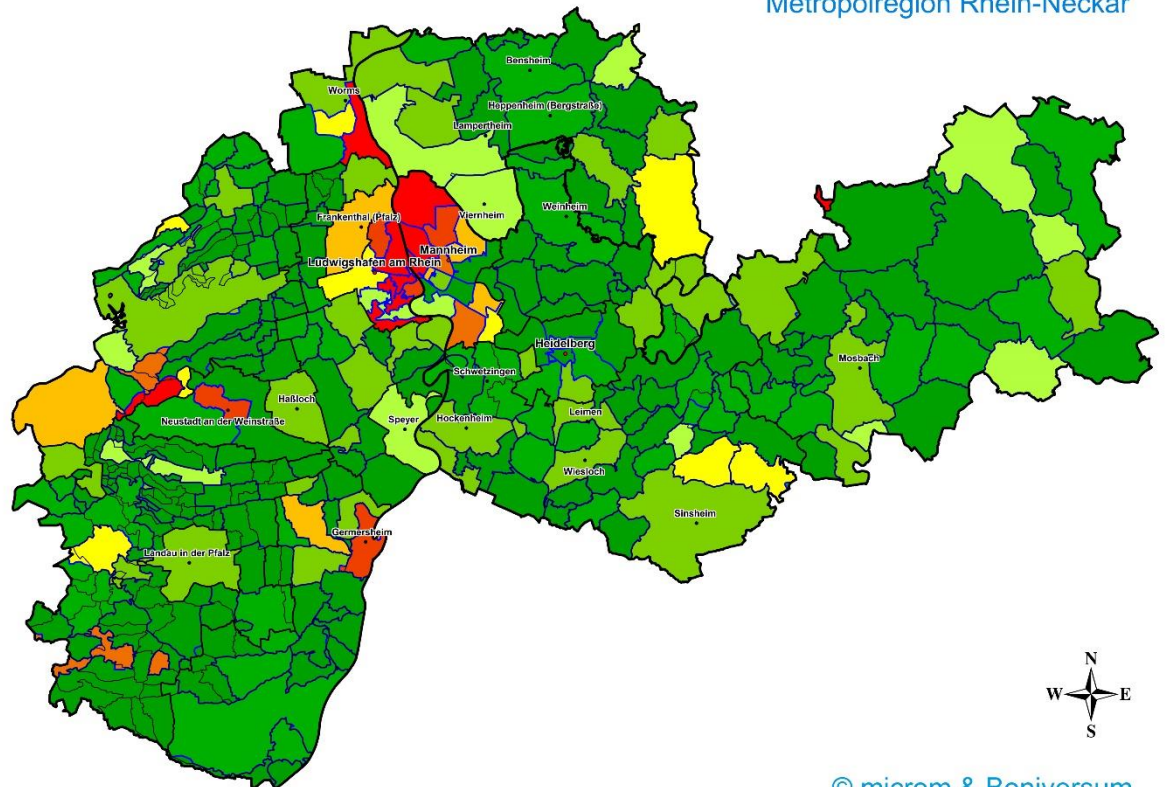 Metropolregion Rhein-Neckar
Bensheim
Worms
Heppenheim (Bergstraße)
Lampertheim
Viernheim
Weinheim
Frankenthal (Pfalz)
Mannheim
Ludwigshafen am Rhein
Heidelberg
Mosbach
Schwetzingen
Haßloch
Neustadt an der Weinstraße
Speyer
Hockenheim
Leimen
Wiesloch
Sinsheim
Germersheim
Landau in der Pfalz
N
W E
S
© microm & Boniversum